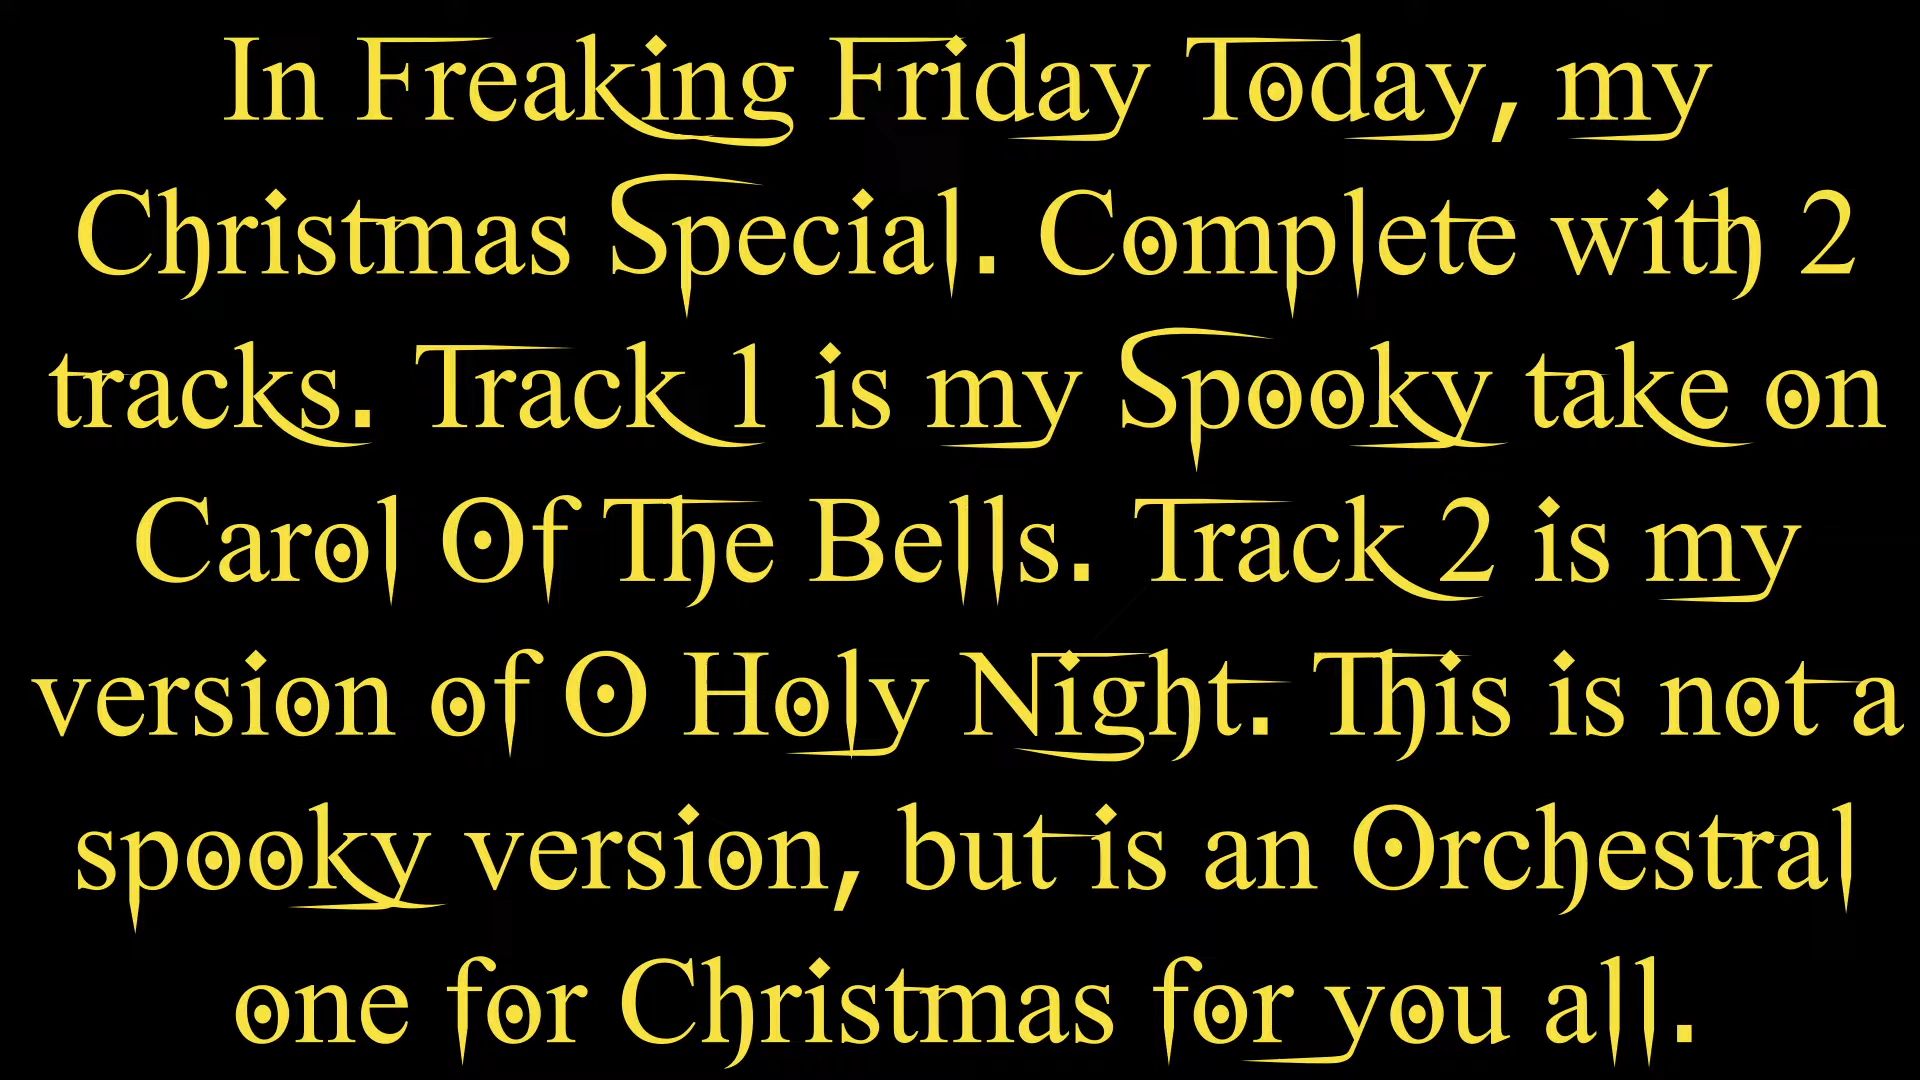 In Freaking Friday Today, my
Christmas Special. Complete with 2
tracks. Track 1 is my Spooky take on
Carol Of The Bells. Track 2 is my
version of O Holy Night. This is not a
spooky version, but is an Orchestral
one for Christmas for you all.